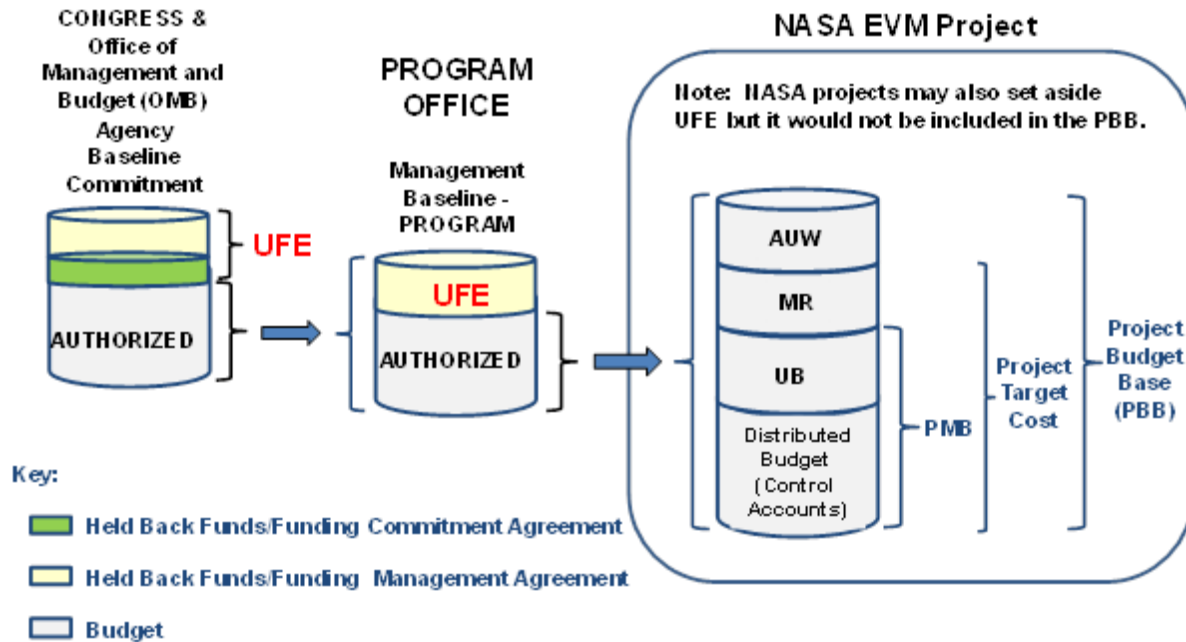 CONGRESS &
Office of
Management and
Budget (OMB)
Agency
Baseline
Commitment
UFE
AUTHORIZED
PROGRAM
OFFICE
Management
Baseline -
PROGRAM
UFE
AUTHORIZED
NASA EVM Project
Note: NASA projects may also set aside
UFE but it would not be included in the PBB.
AUW
MR
UB
Distributed
Budget
(Control
Accounts)
PMB
Project
Target
Cost
Project
Budget
Base
(PBB)
Key:
Held Back Funds/Funding Commitment Agreement
Held Back Funds/Funding Management Agreement
Budget